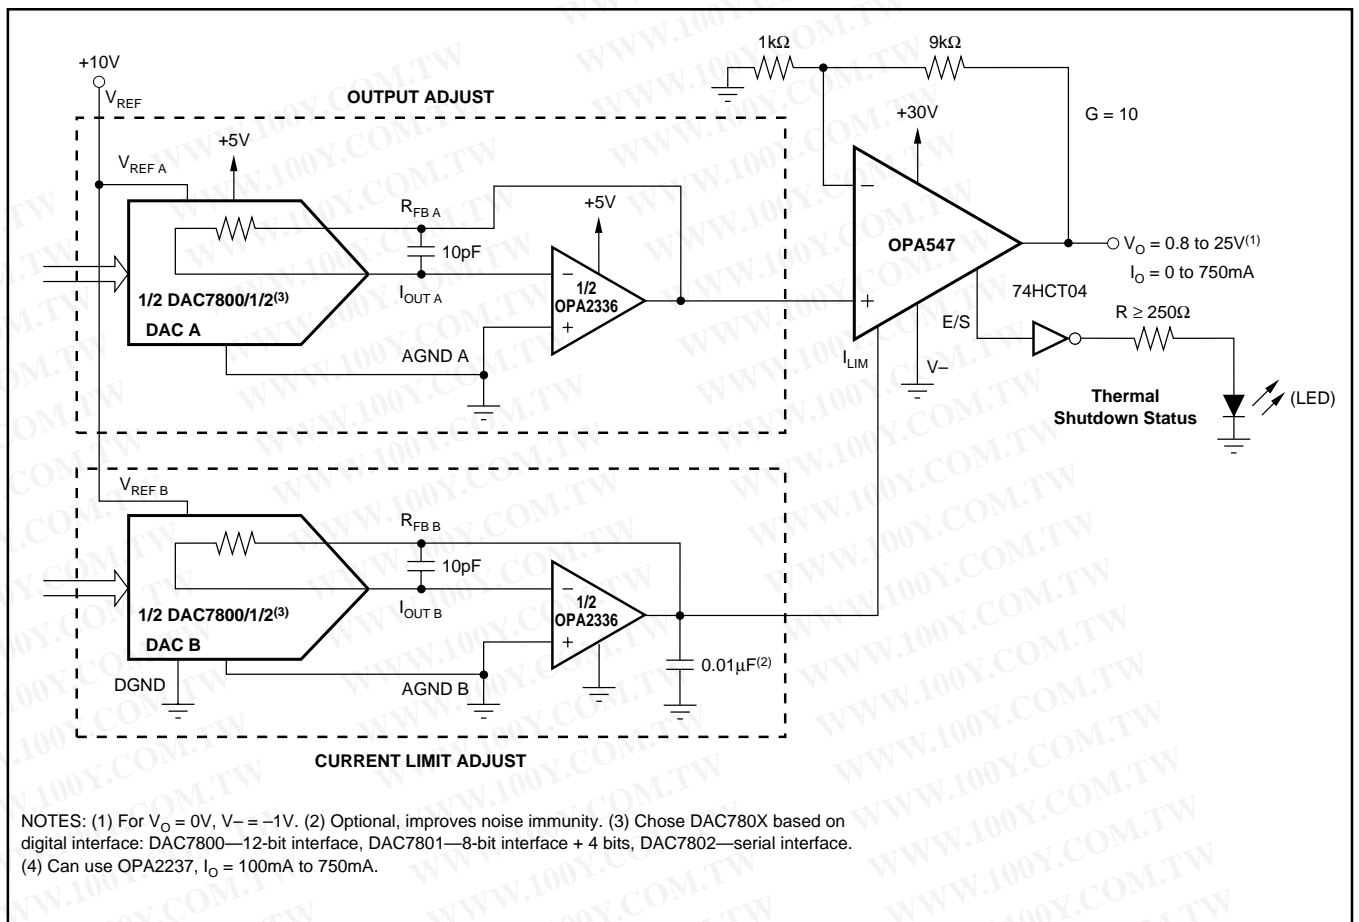 +10V
V_REF
OUTPUT ADJUST
V_REF A
+5V
R_FB A
10pF
I_OUT A
1/2 DAC7800/1/2(3)
DAC A
AGND A
+5V
−
1/2
OPA2336
+
1kΩ
9kΩ
+30V
G = 10
−
OPA547
+
V_O = 0.8 to 25V(1)
I_O = 0 to 750mA
74HCT04
E/S
R ≥ 250Ω
I_LIM
V–
Thermal
Shutdown Status
(LED)
V_REF B
R_FB B
10pF
I_OUT B
1/2 DAC7800/1/2(3)
DAC B
DGND
AGND B
−
1/2
OPA2336
+
0.01µF(2)
CURRENT LIMIT ADJUST
NOTES: (1) For V_O = 0V, V– = –1V. (2) Optional, improves noise immunity. (3) Chose DAC780X based on
digital interface: DAC7800—12-bit interface, DAC7801—8-bit interface + 4 bits, DAC7802—serial interface.
(4) Can use OPA2237, I_O = 100mA to 750mA.
WWW.100Y.COM.TW